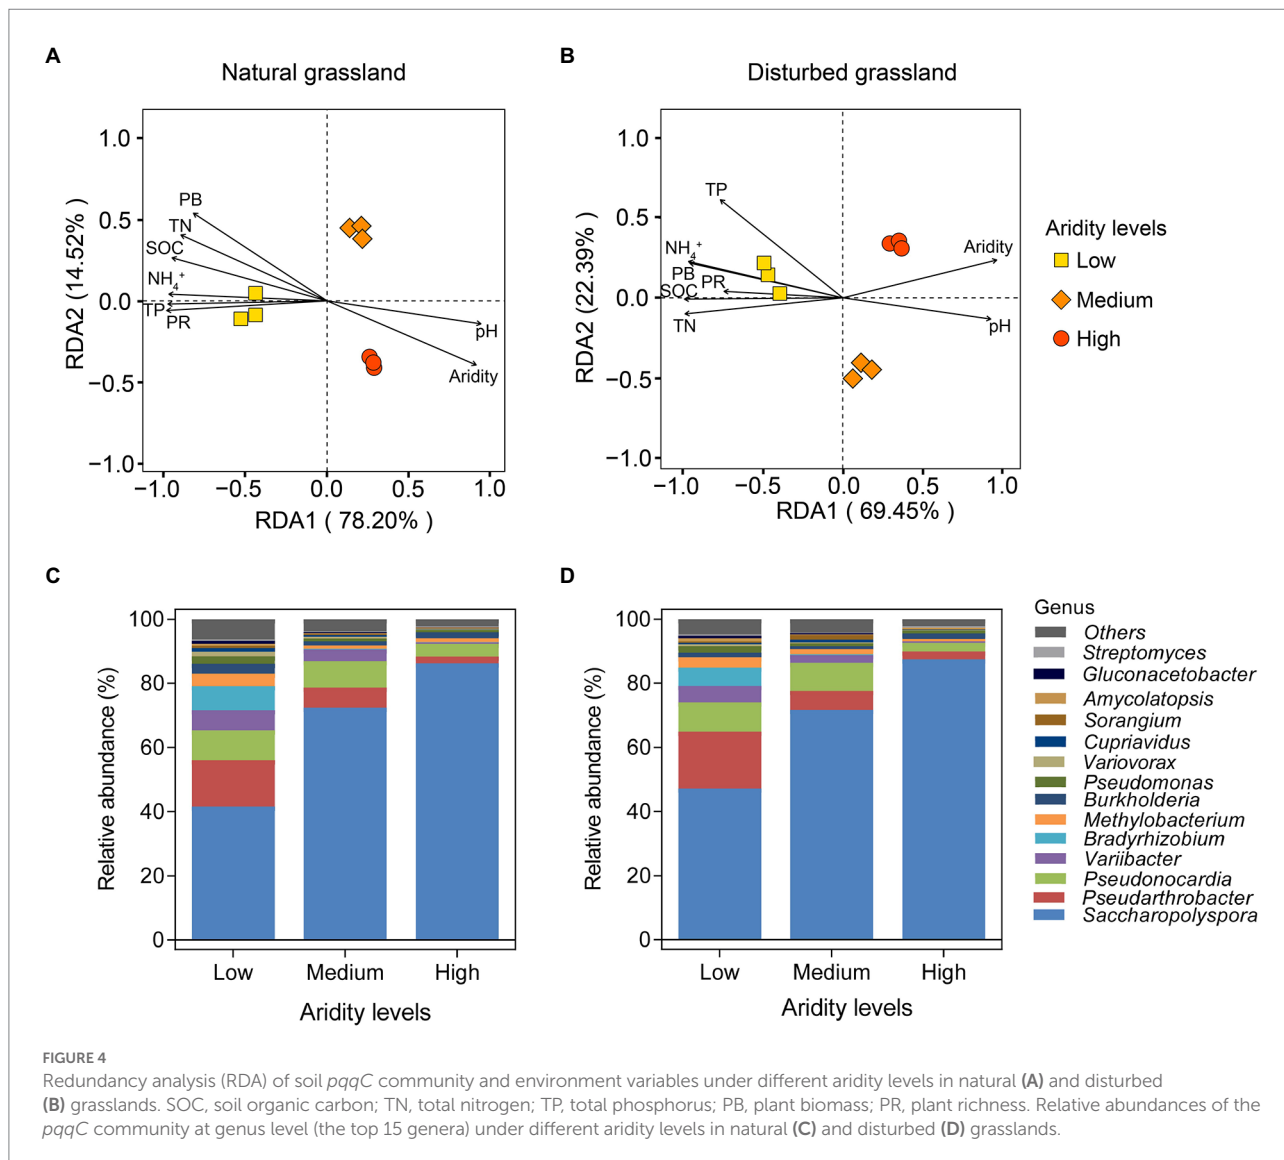 A
Natural grassland
1.0
0.5
0.0
−0.5
−1.0
RDA2 (14.52% )
PB
TN
SOC
NH4+
TP
PR
pH
Aridity
−1.0 −0.5 0.0 0.5 1.0
RDA1 ( 78.20% )
B
Disturbed grassland
1.0
0.5
0.0
−0.5
−1.0
RDA2 ( 22.39% )
TP
NH4+
PB
PR
SOC
TN
Aridity
pH
−1.0 −0.5 0.0 0.5 1.0
RDA1 ( 69.45% )
Aridity levels
Low
Medium
High
C
100
80
60
40
20
0
Relative abundance (%)
Low Medium High
Aridity levels
D
100
80
60
40
20
0
Relative abundance (%)
Low Medium High
Aridity levels
Genus
Others
Streptomyces
Gluconacetobacter
Amycolatopsis
Sorangium
Cupriavidus
Variovorax
Pseudomonas
Burkholderia
Methylobacterium
Bradyrhizobium
Variibacter
Pseudonocardia
Pseudarthrobacter
Saccharopolyspora
FIGURE 4
Redundancy analysis (RDA) of soil pqqC community and environment variables under different aridity levels in natural (A) and disturbed
(B) grasslands. SOC, soil organic carbon; TN, total nitrogen; TP, total phosphorus; PB, plant biomass; PR, plant richness. Relative abundances of the
pqqC community at genus level (the top 15 genera) under different aridity levels in natural (C) and disturbed (D) grasslands.